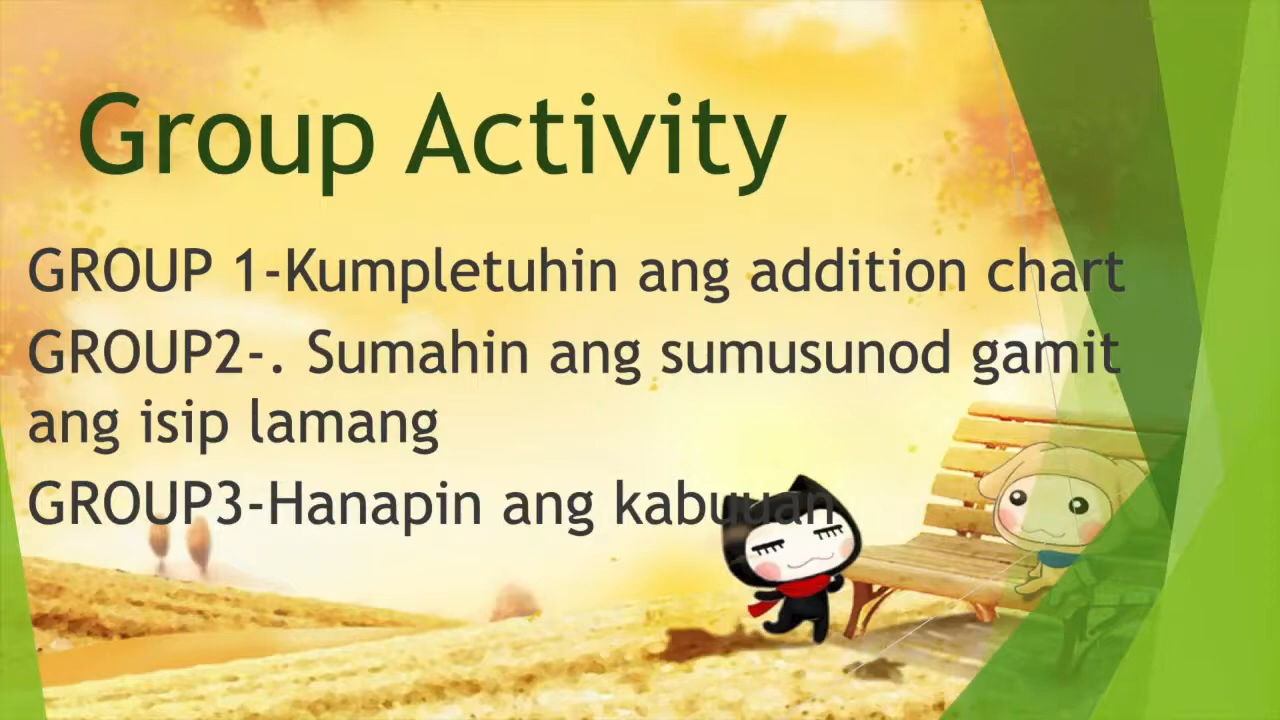 Group Activity
GROUP 1-Kumpletuhin ang addition chart
GROUP2-. Sumahin ang sumusunod gamit
ang isip lamang
GROUP3-Hanapin ang kabuuan